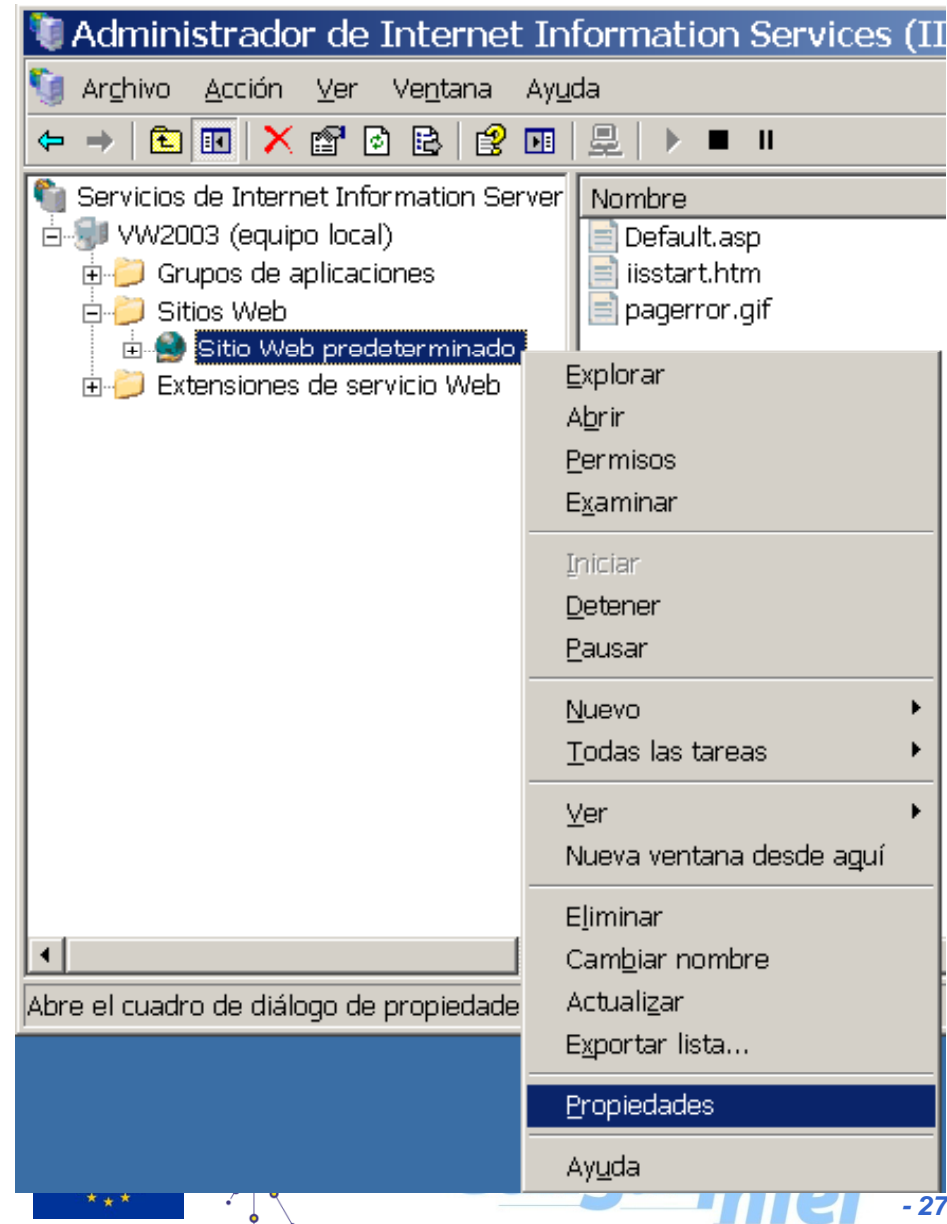 Administrador de Internet Information Services (II
Archivo Acción Ver Ventana Ayuda
Servicios de Internet Information Server
VW2003 (equipo local)
Grupos de aplicaciones
Sitios Web
Sitio Web predeterminado
Extensiones de servicio Web
Nombre
Default.asp
iisstart.htm
pagerror.gif
Explorar
Abrir
Permisos
Examinar
Iniciar
Detener
Pausar
Nuevo
Todas las tareas
Ver
Nueva ventana desde aquí
Eliminar
Cambiar nombre
Actualizar
Exportar lista...
Propiedades
Ayuda
Abre el cuadro de diálogo de propiedade
- 27